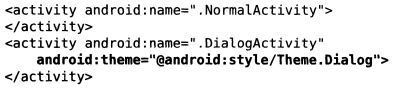 <activity android:name=".NormalActivity">
</activity>
<activity android:name=".DialogActivity"
    android:theme="@android:style/Theme.Dialog">
</activity>